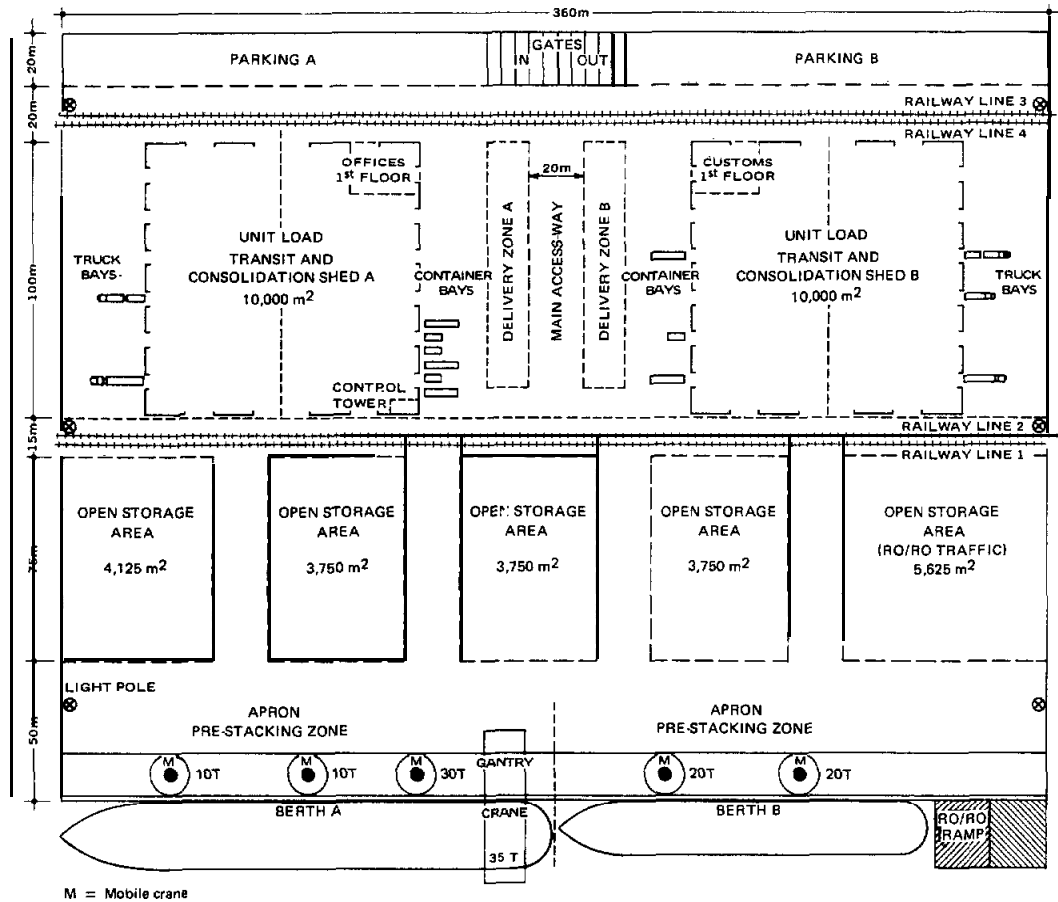 360m
20m
PARKING A
GATES
IN OUT
PARKING B
20m
RAILWAY LINE 3
RAILWAY LINE 4
OFFICES
1st FLOOR
20m
CUSTOMS
1st FLOOR
100m
TRUCK
BAYS-
UNIT LOAD
TRANSIT AND
CONSOLIDATION SHED A
10,000 m²
CONTAINER
BAYS
DELIVERY ZONE A
MAIN ACCESS-WAY
DELIVERY ZONE B
CONTAINER
BAYS
UNIT LOAD
TRANSIT AND
CONSOLIDATION SHED B
10,000 m²
TRUCK
BAYS
CONTROL
TOWER
15m
RAILWAY LINE 2
RAILWAY LINE 1
75m
OPEN STORAGE
AREA
4,125 m²
OPEN STORAGE
AREA
3,750 m²
OPEN STORAGE
AREA
3,750 m²
OPEN STORAGE
AREA
3,750 m²
OPEN STORAGE
AREA
(RO/RO TRAFFIC)
5,625 m²
LIGHT POLE
50m
APRON
PRE-STACKING ZONE
APRON
PRE-STACKING ZONE
M
10T
M
10T
M
30T
GANTRY
M
20T
M
20T
BERTH A
CRANE
35 T
BERTH B
RO/RO
RAMP
M = Mobile crane